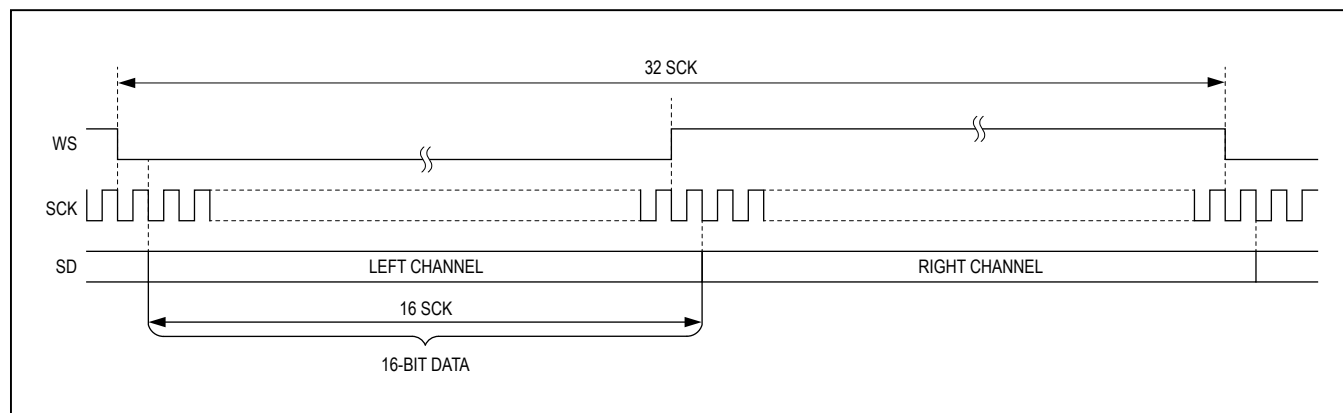 32 SCK
WS
SCK
SD
LEFT CHANNEL
RIGHT CHANNEL
16 SCK
16-BIT DATA